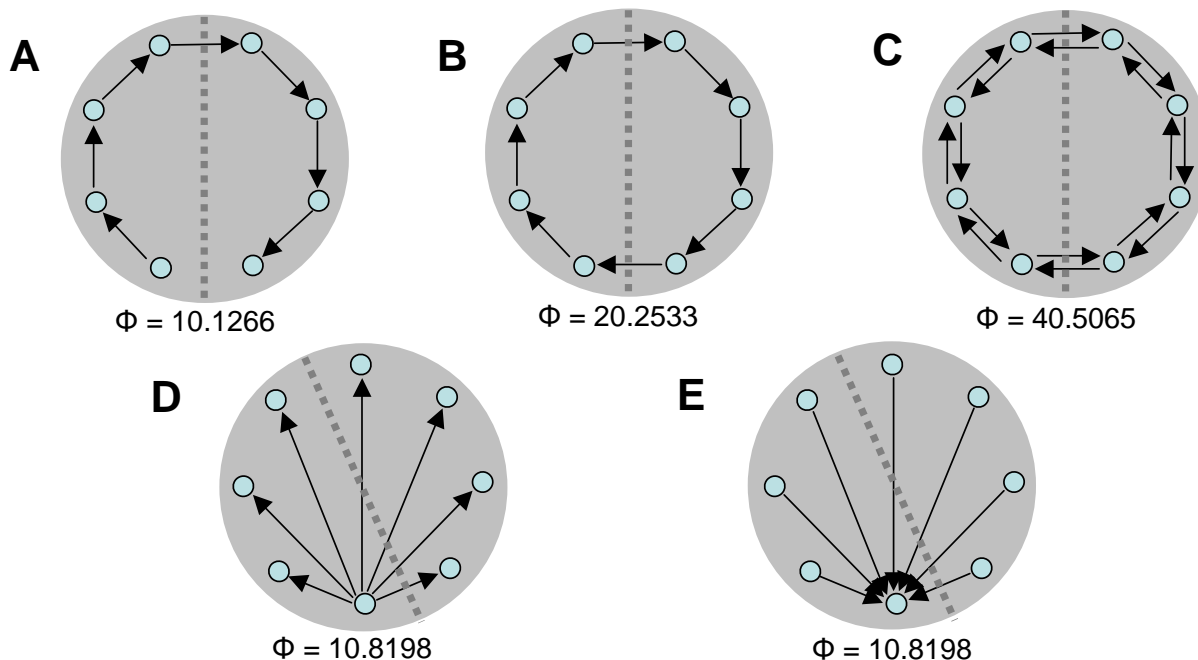 A
B
C
Φ = 10.1266
Φ = 20.2533
Φ = 40.5065
D
E
Φ = 10.8198
Φ = 10.8198